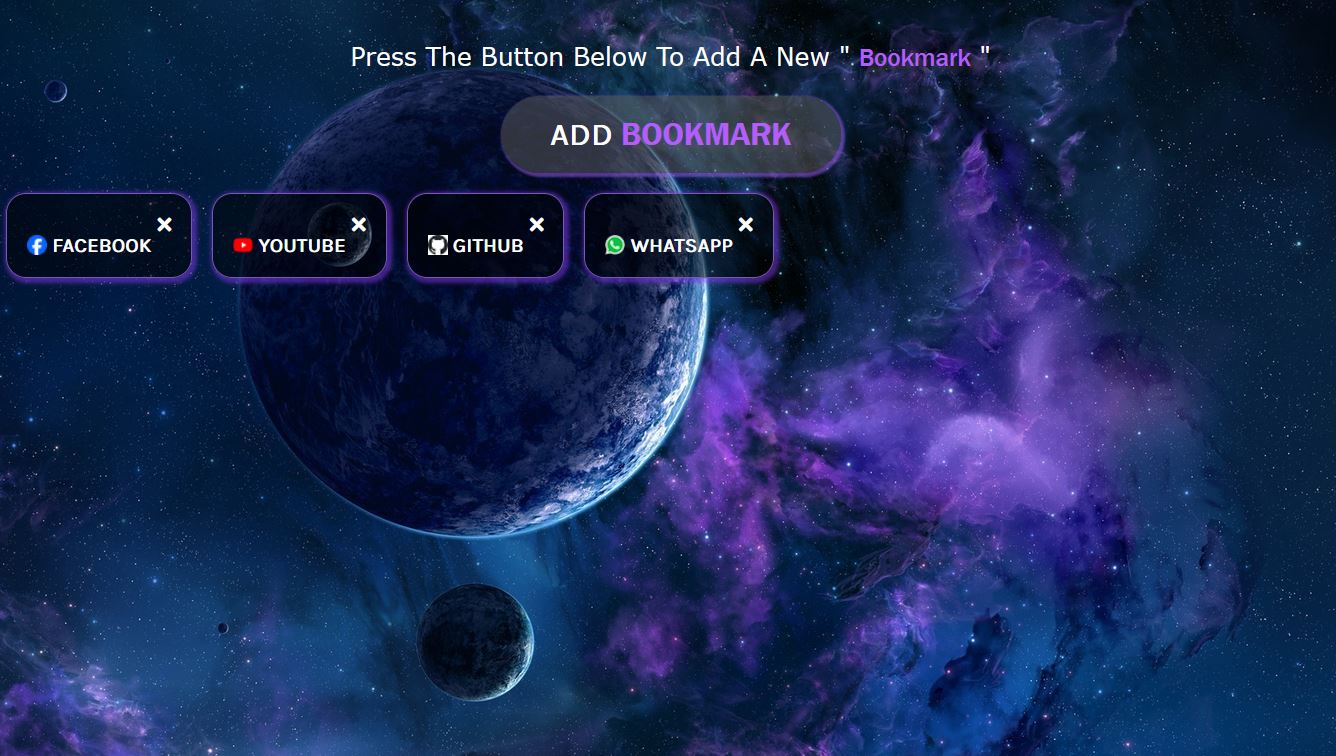 Press The Button Below To Add A New " Bookmark "
ADD BOOKMARK
FACEBOOK
YOUTUBE
GITHUB
WHATSAPP